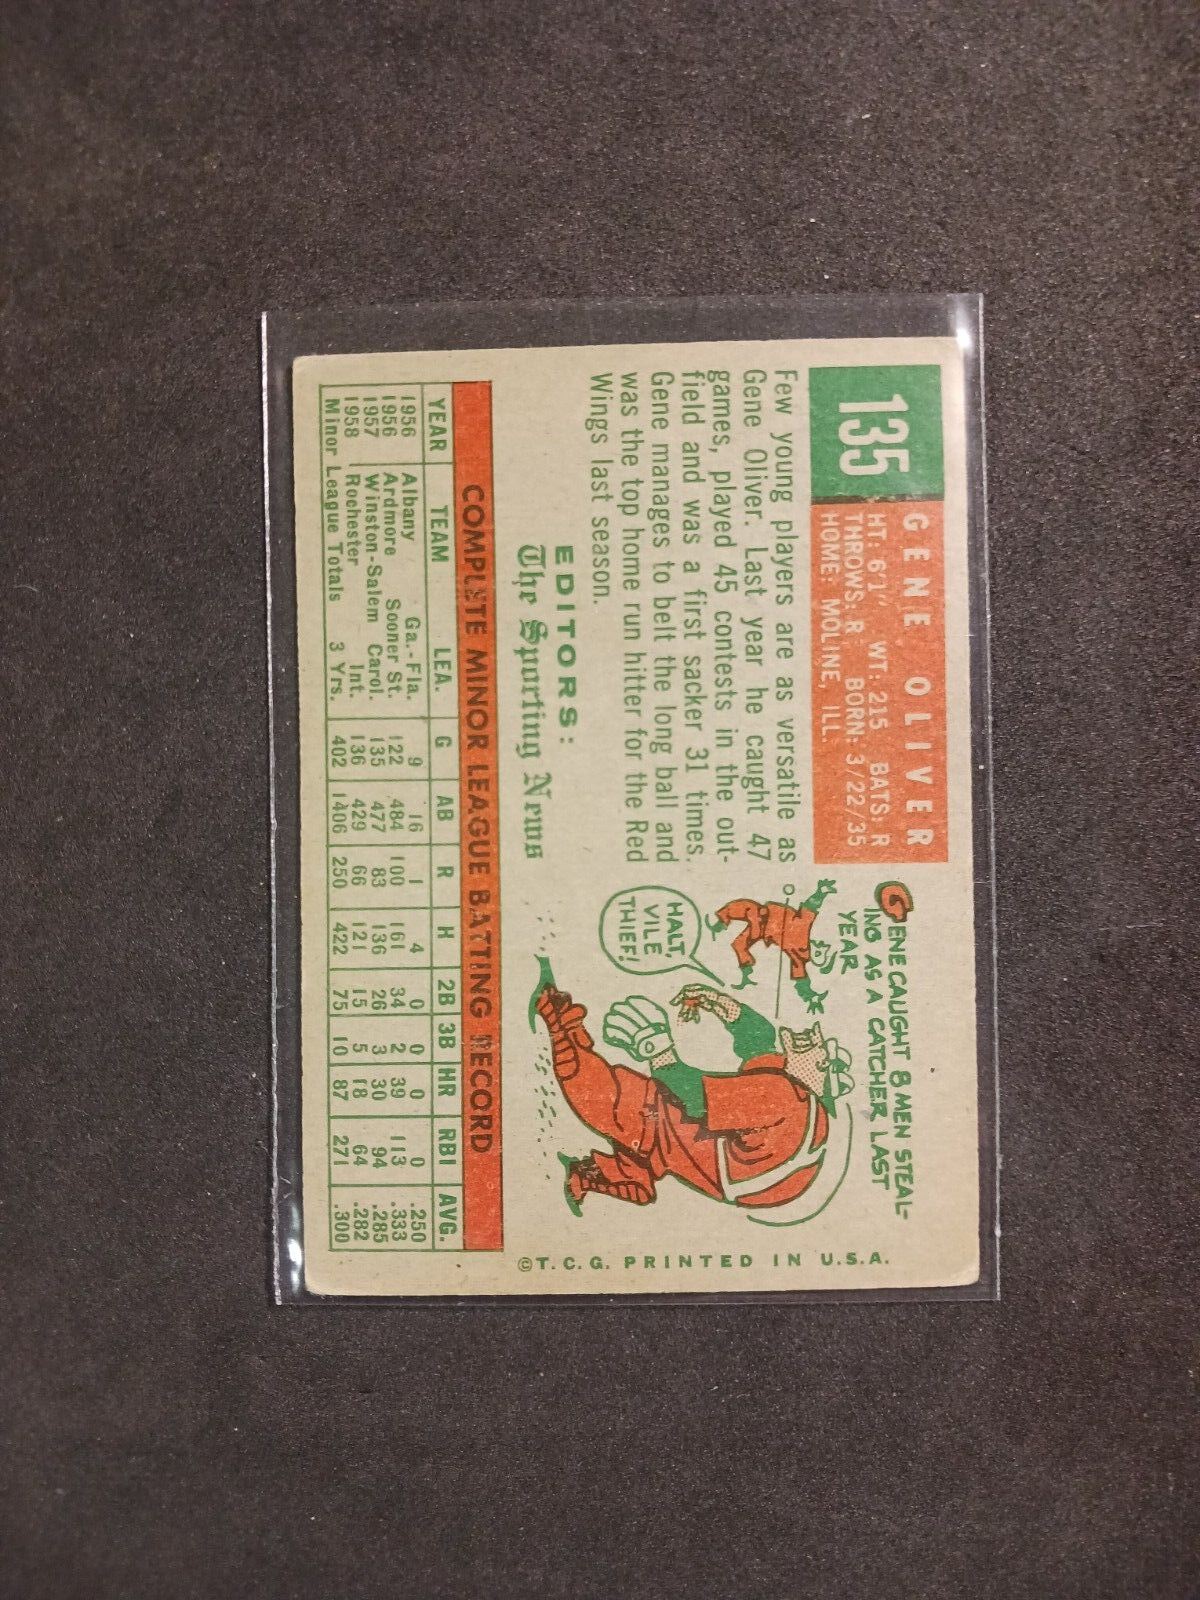 135
GENE OLIVER
HT: 6'1" WT: 215 BATS: R
THROWS: R BORN: 3/22/35
HOME: MOLINE, ILL.
Few young players are as versatile as
Gene Oliver. Last year he caught 47
games, played 45 contests in the out-
field and was a first sacker 31 times.
Gene manages to belt the long ball and
was the top home run hitter for the Red
Wings last season.
EDITORS:
The Sporting News
GENE CAUGHT 8 MEN STEAL-
ING AS A CATCHER LAST
YEAR
HALT,
VILE
THIEF!
©T.C.G. PRINTED IN U.S.A.
COMPLETE MINOR LEAGUE BATTING RECORD
YEAR TEAM LEA. G AB R H 2B 3B HR RBI AVG.
1956 Albany Ga.-Fla. 9 16 1 4 0 0 0 0 .250
1956 Ardmore Sooner St. 122 484 100 161 34 2 39 113 .333
1957 Winston-Salem Carol. 135 477 83 136 26 3 30 94 .285
1958 Rochester Int. 136 429 66 121 15 5 18 64 .282
Minor League Totals 3 Yrs. 402 1406 250 422 75 10 87 271 .300